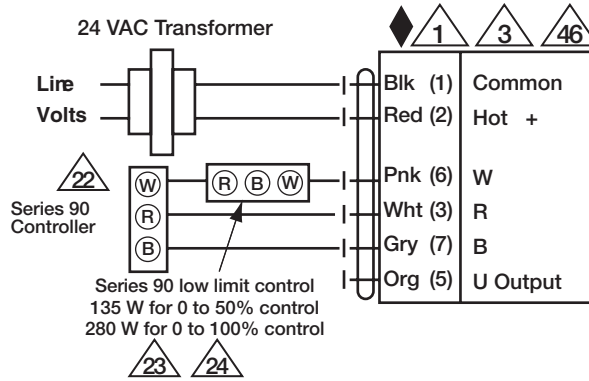 24 VAC Transformer
1 3 46
Line
Volts
Blk (1) Common
Red (2) Hot +
Pnk (6) W
Wht (3) R
Gry (7) B
Org (5) U Output
22
Series 90
Controller
W
R
B
R B W
Series 90 low limit control
135 W for 0 to 50% control
280 W for 0 to 100% control
23 24